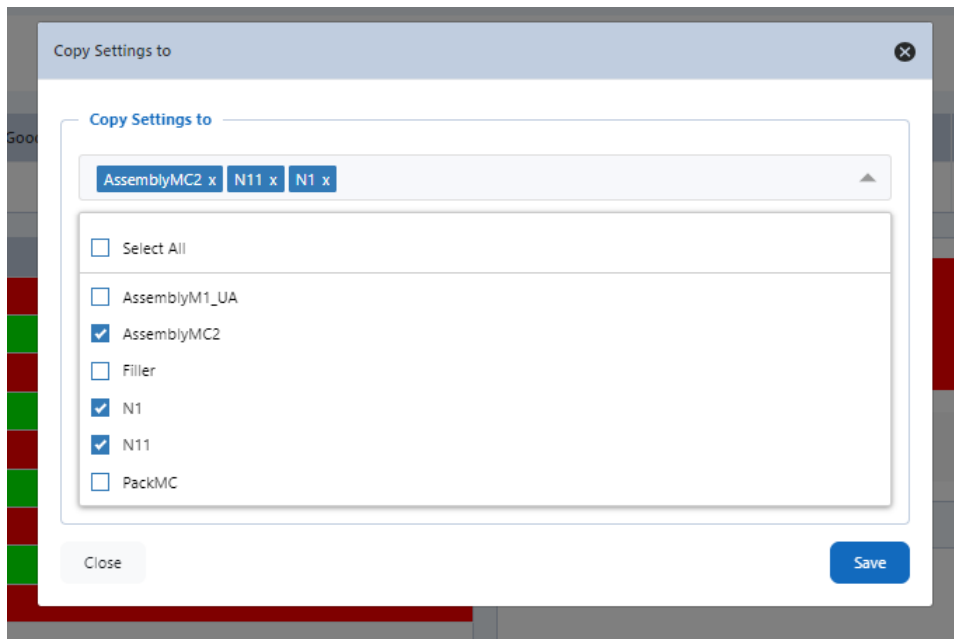 Copy Settings to
Copy Settings to
AssemblyMC2 x N11 x N1 x
Select All
AssemblyM1_UA
AssemblyMC2
Filler
N1
N11
PackMC
Close Save